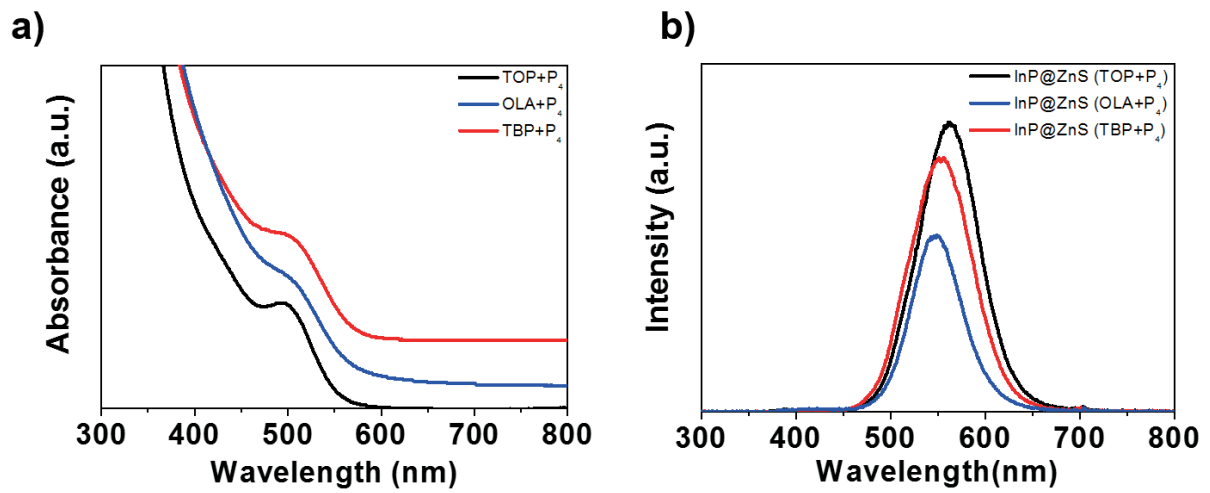 a)
TOP+P4
OLA+P4
TBP+P4
Absorbance (a.u.)
300 400 500 600 700 800
Wavelength (nm)
b)
InP@ZnS (TOP+P4)
InP@ZnS (OLA+P4)
InP@ZnS (TBP+P4)
Intensity (a.u.)
300 400 500 600 700 800
Wavelength(nm)